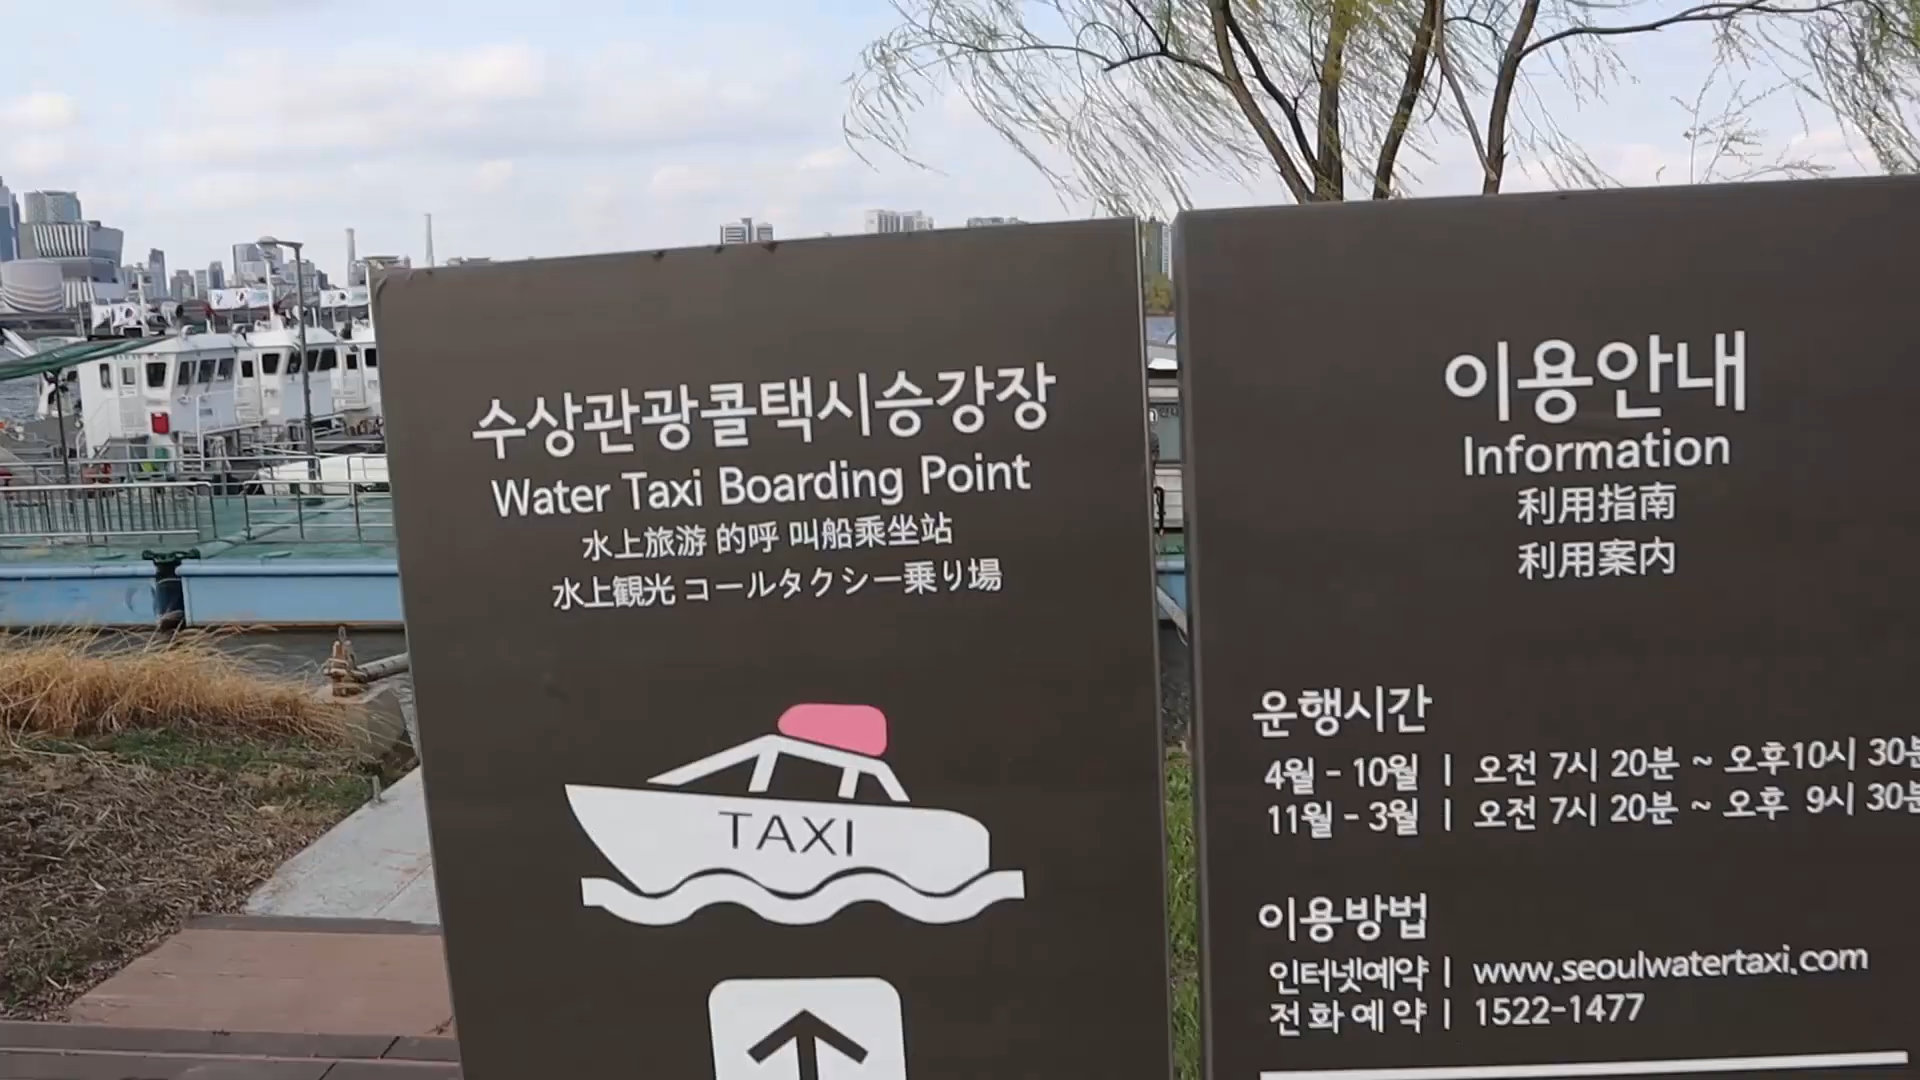 수상관광콜택시승강장
Water Taxi Boarding Point
水上旅游 的呼 叫船乘坐站
水上観光 コールタクシー乗り場
TAXI
이용안내
Information
利用指南
利用案内
운행시간
4월 - 10월 | 오전 7시 20분 ~ 오후10시 30분
11월 - 3월 | 오전 7시 20분 ~ 오후 9시 30분
이용방법
인터넷예약 | www.seoulwatertaxi.com
전화예약 | 1522-1477